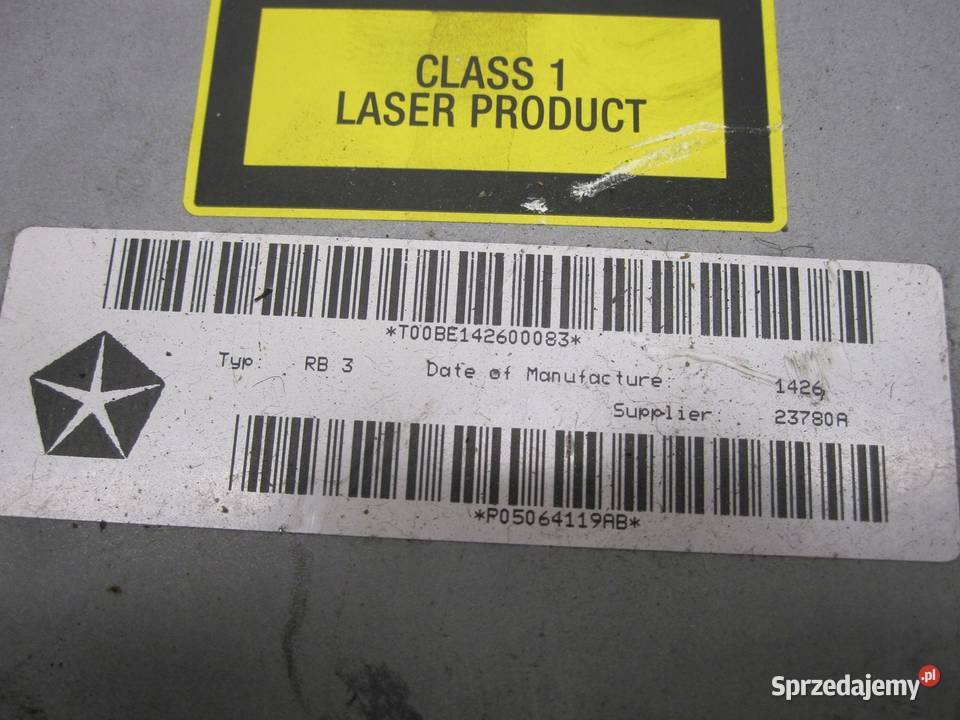 CLASS 1
LASER PRODUCT
*T00BE142600083*
Typ: RB 3 Date of Manufacture: 1426
Supplier: 23780A
*P05064119AB*
Sprzedajemy.pl